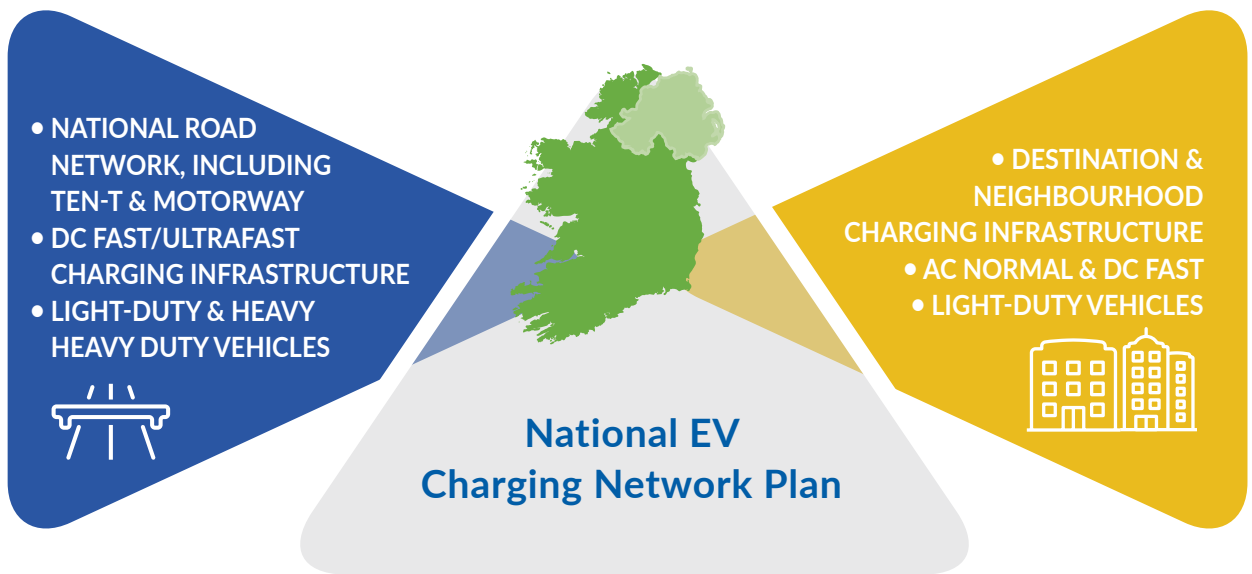 • NATIONAL ROAD
NETWORK, INCLUDING
TEN-T & MOTORWAY
• DC FAST/ULTRAFAST
CHARGING INFRASTRUCTURE
• LIGHT-DUTY & HEAVY
HEAVY DUTY VEHICLES
• DESTINATION &
NEIGHBOURHOOD
CHARGING INFRASTRUCTURE
• AC NORMAL & DC FAST
• LIGHT-DUTY VEHICLES
National EV
Charging Network Plan